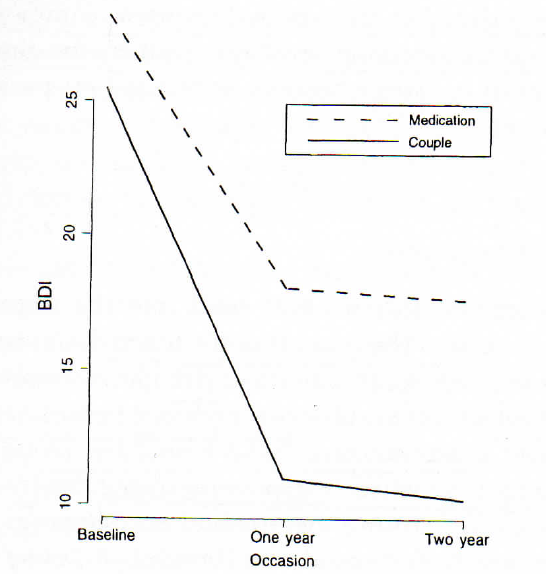 25
Medication
Couple
20
BDI
15
10
Baseline
One year
Two year
Occasion